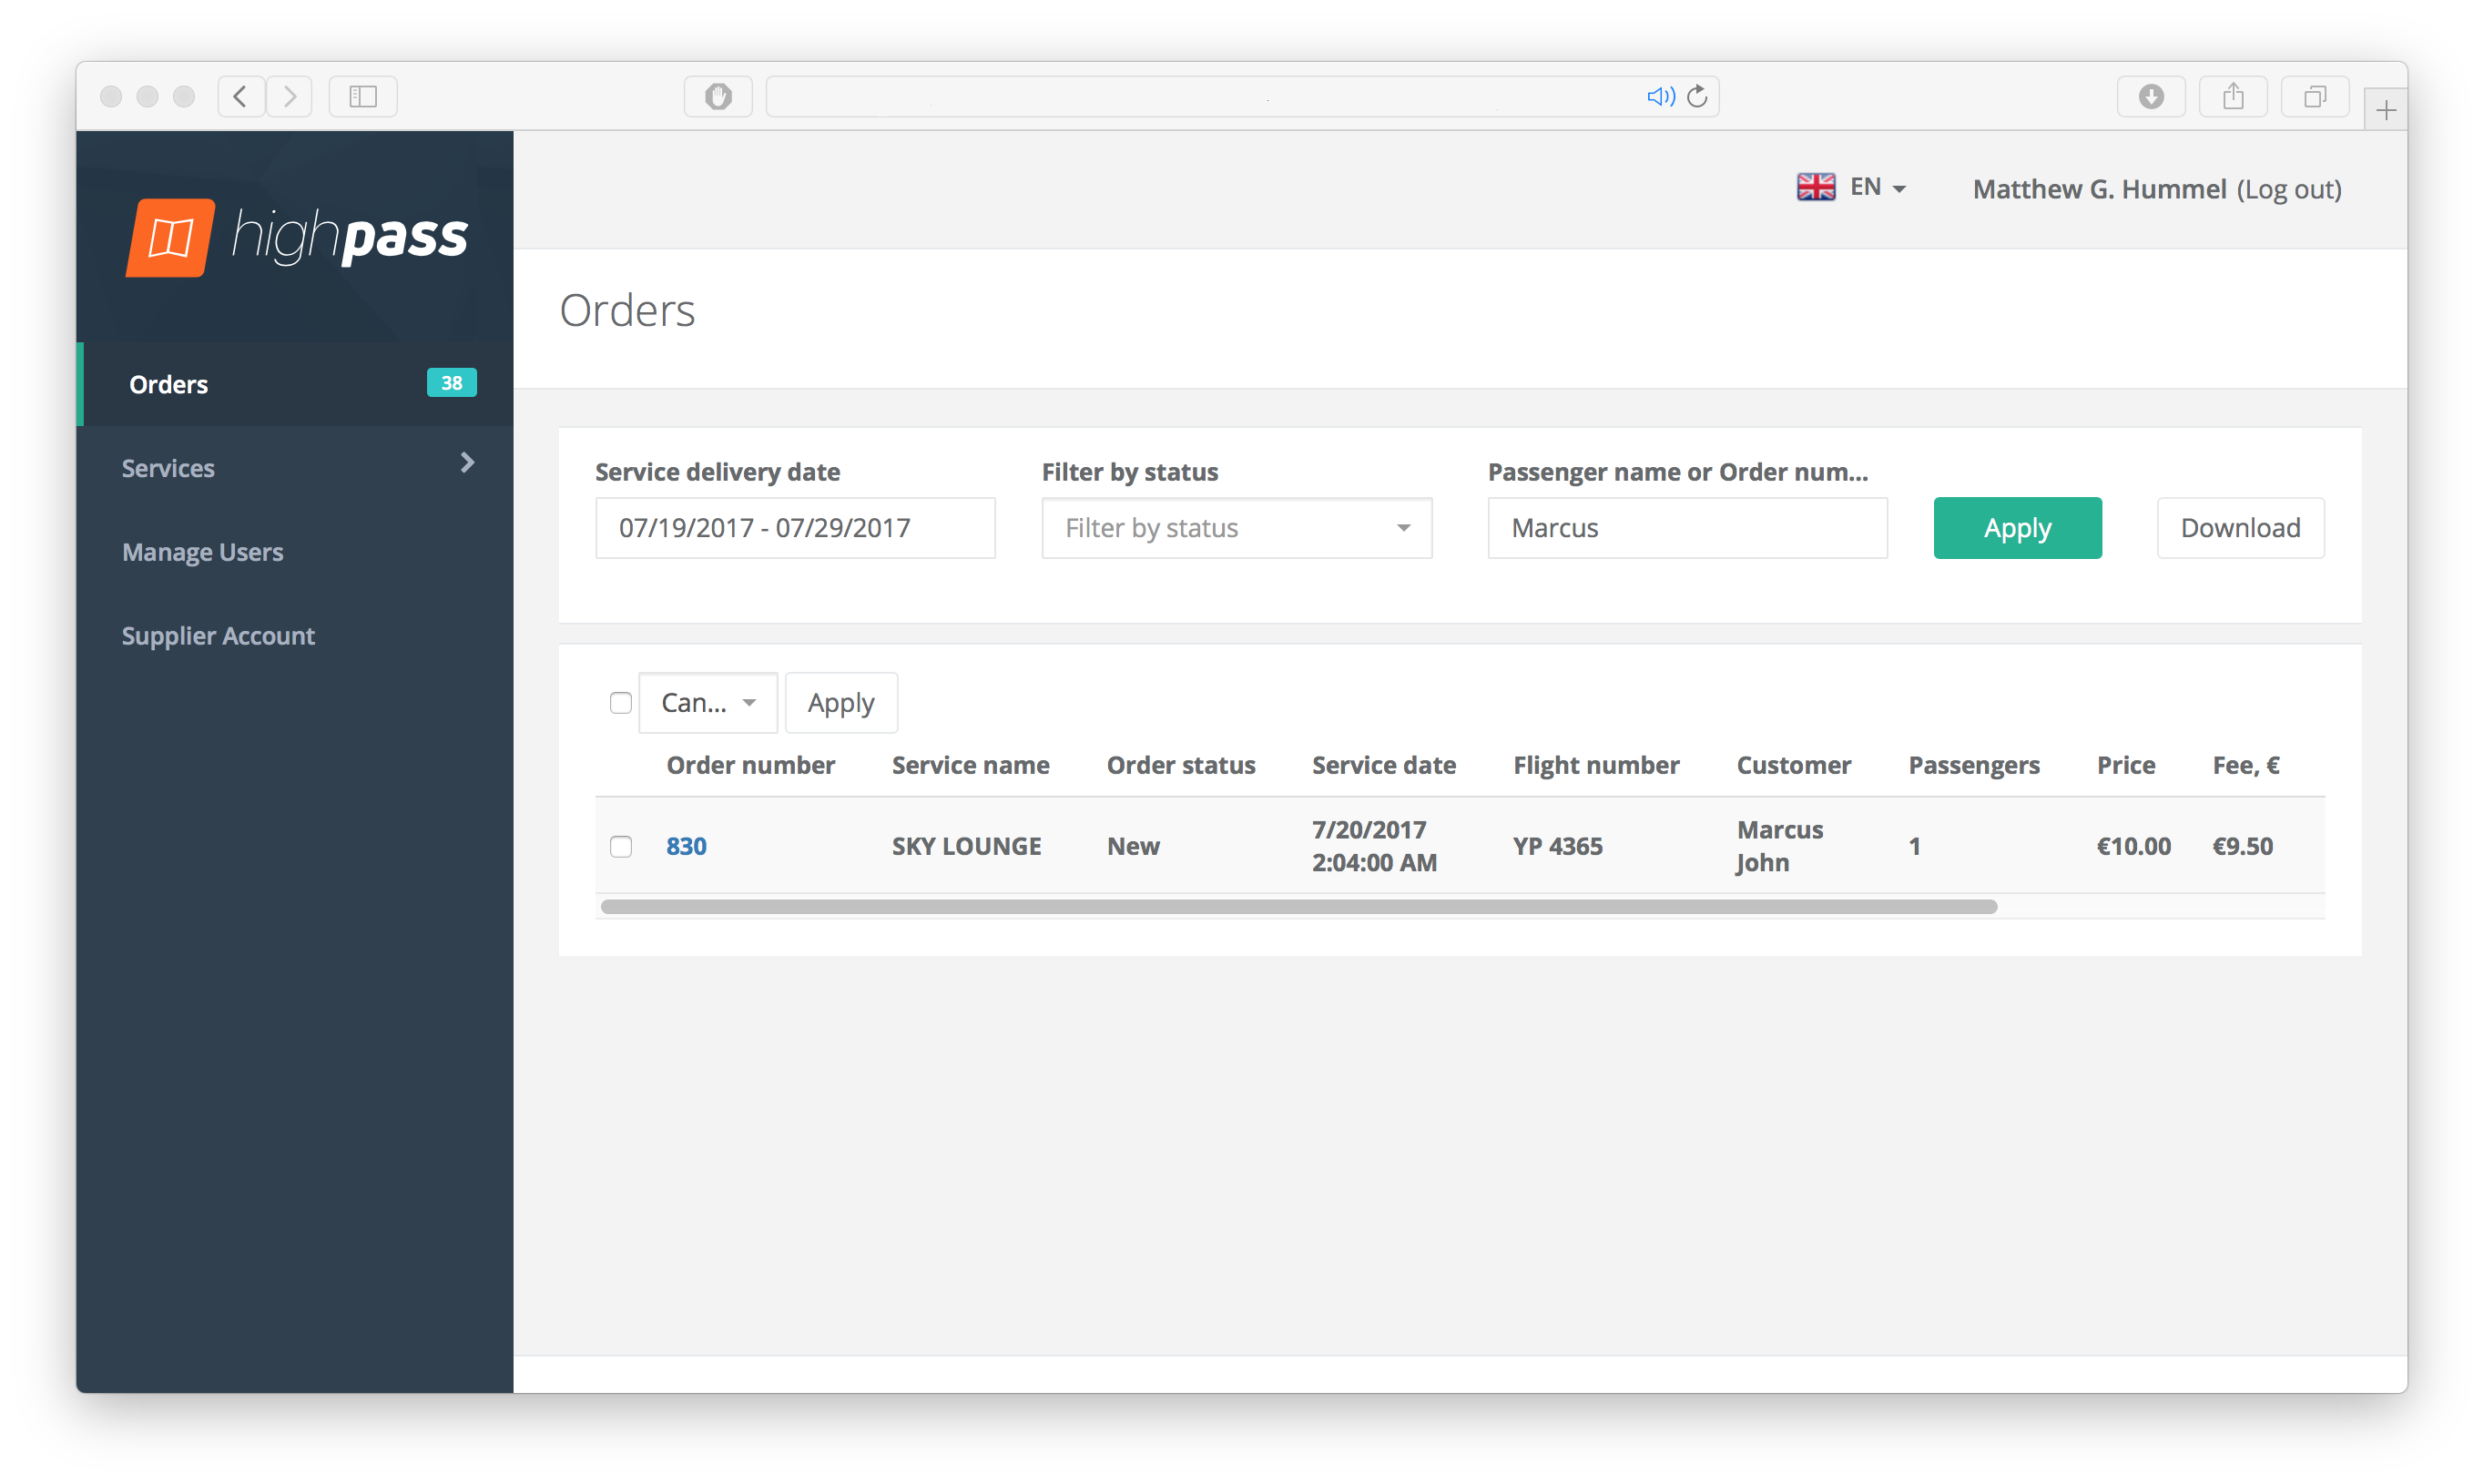 highpass
EN
Matthew G. Hummel (Log out)
Orders
Orders 38
Services
Manage Users
Supplier Account
Service delivery date Filter by status Passenger name or Order num...
07/19/2017 - 07/29/2017 Filter by status Marcus Apply Download
Can... Apply
Order number Service name Order status Service date Flight number Customer Passengers Price Fee, €
830 SKY LOUNGE New 7/20/2017 2:04:00 AM YP 4365 Marcus John 1 €10.00 €9.50